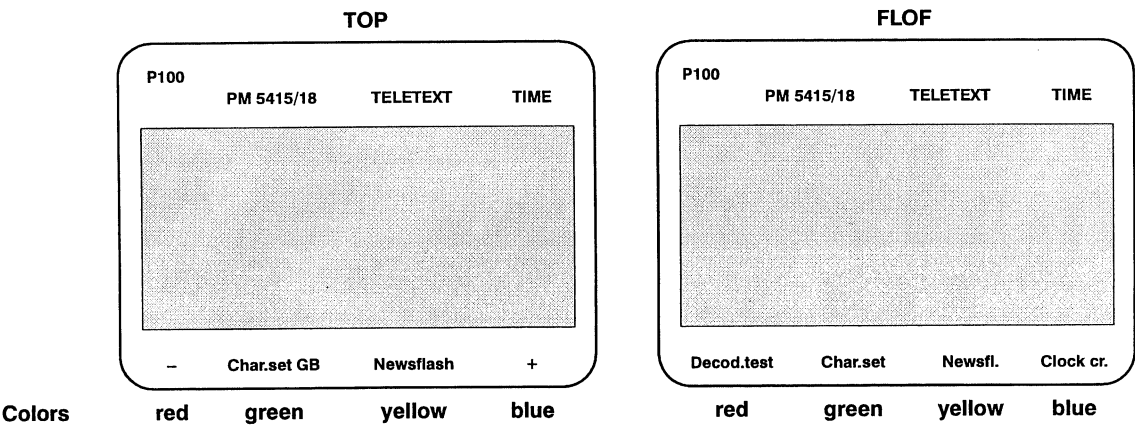 TOP
P100
PM 5415/18 TELETEXT TIME
– Char.set GB Newsflash +
FLOF
P100
PM 5415/18 TELETEXT TIME
Decod.test Char.set Newsfl. Clock cr.
Colors red green yellow blue red green yellow blue